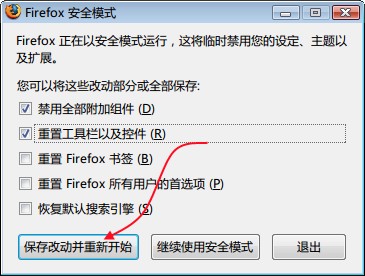 Firefox 安全模式
Firefox 正在以安全模式运行，这将临时禁用您的设定、主题以
及扩展。
您可以将这些改动部分或全部保存:
禁用全部附加组件 (D)
重置工具栏以及控件 (R)
重置 Firefox 书签 (B)
重置 Firefox 所有用户的首选项 (P)
恢复默认搜索引擎 (S)
保存改动并重新开始 继续使用安全模式 退出